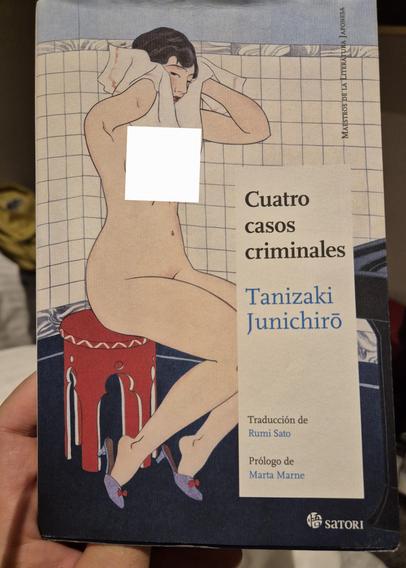 MAESTROS DE LA LITERATURA JAPONESA
Cuatro
casos
criminales
Tanizaki
Junichirō
Traducción de
Rumi Sato
Prólogo de
Marta Marne
SATORI